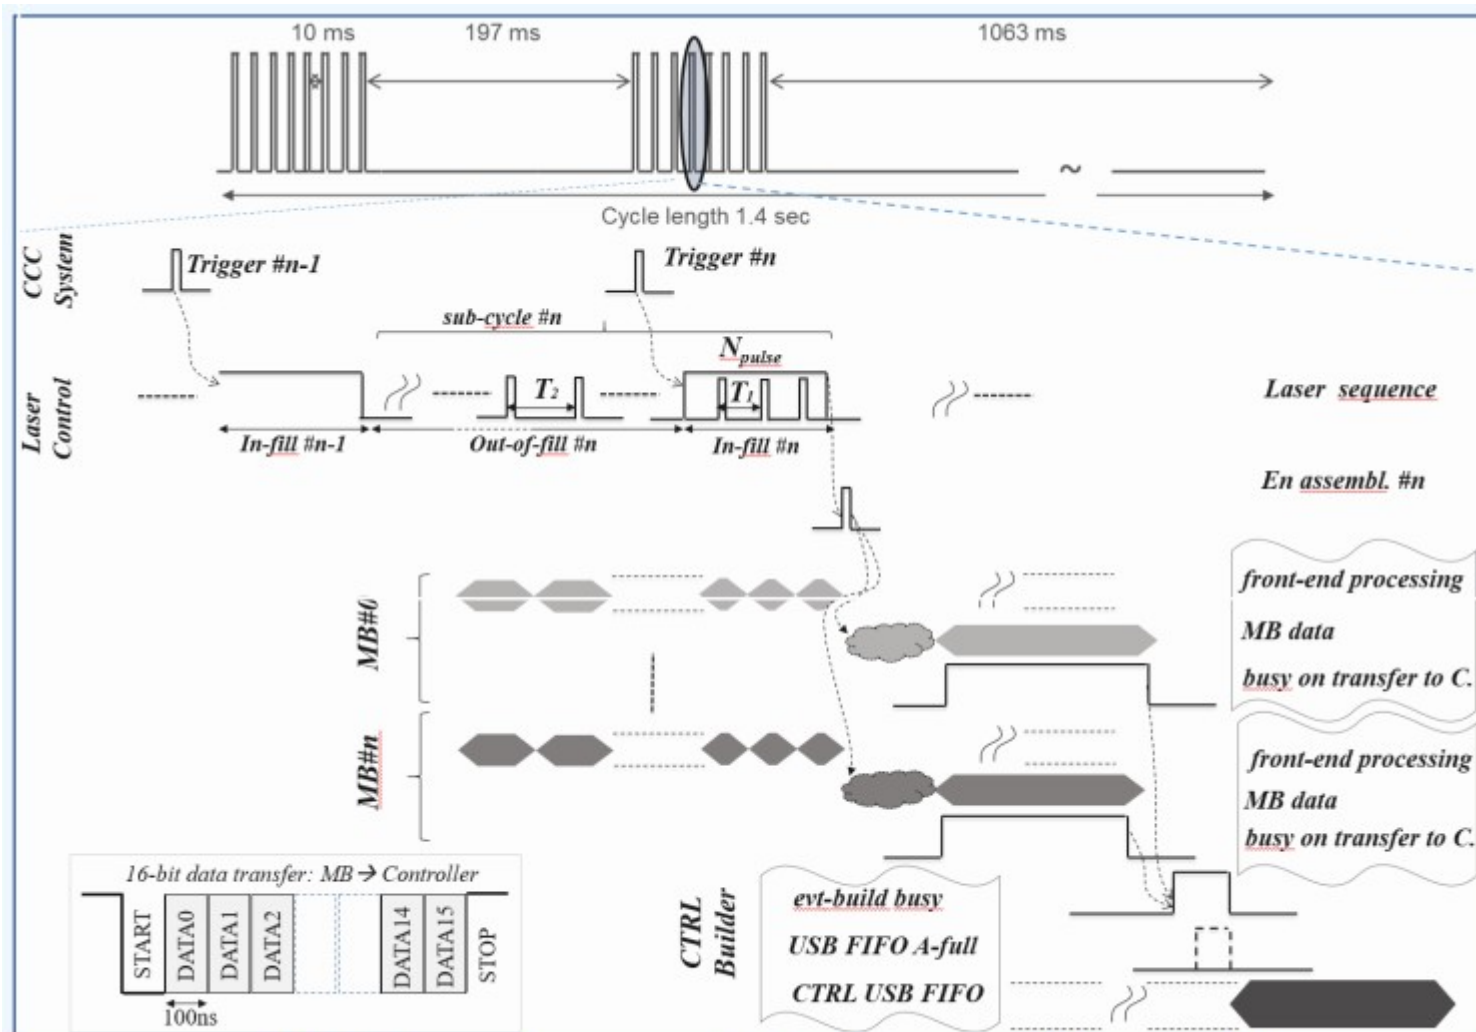 10 ms
197 ms
1063 ms
~
Cycle length 1.4 sec
CCC System
Trigger #n-1
Trigger #n
sub-cycle #n
Npulse
Laser Control
T2
T1
Laser sequence
In-fill #n-1
Out-of-fill #n
In-fill #n
En assembl. #n
MB#0
front-end processing
MB data
busy on transfer to C.
MB#n
front-end processing
MB data
busy on transfer to C.
16-bit data transfer: MB → Controller
START
DATA0
DATA1
DATA2
DATA14
DATA15
STOP
100ns
CTRL Builder
evt-build busy
USB FIFO A-full
CTRL USB FIFO